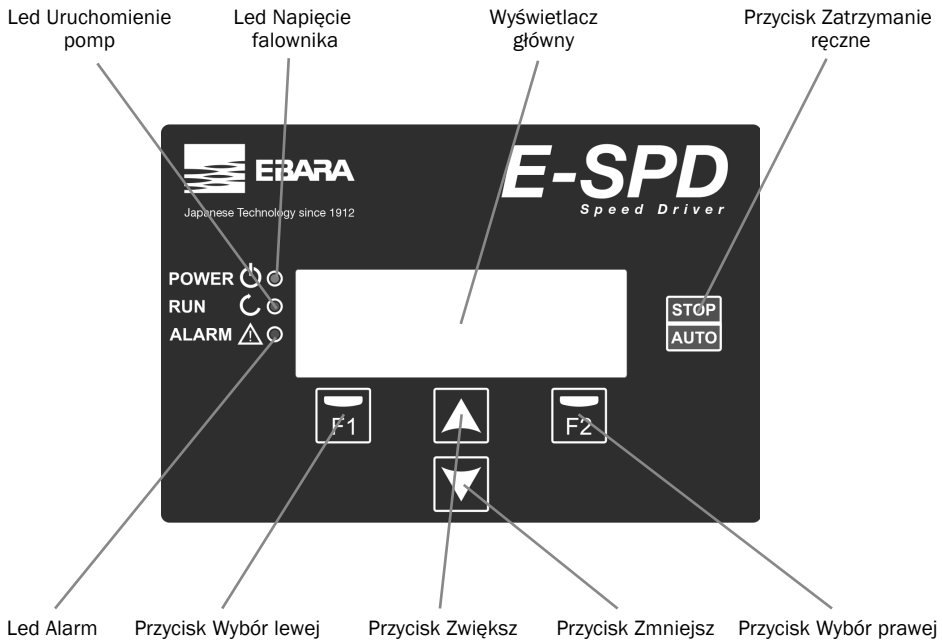 Led Uruchomienie
pomp
Led Napięcie
falownika
Wyświetlacz
główny
Przycisk Zatrzymanie
ręczne
EBARA
Japanese Technology since 1912
E-SPD
Speed Driver
POWER
RUN
ALARM
STOP
AUTO
F1
F2
Led Alarm
Przycisk Wybór lewej
Przycisk Zwiększ
Przycisk Zmniejsz
Przycisk Wybór prawej